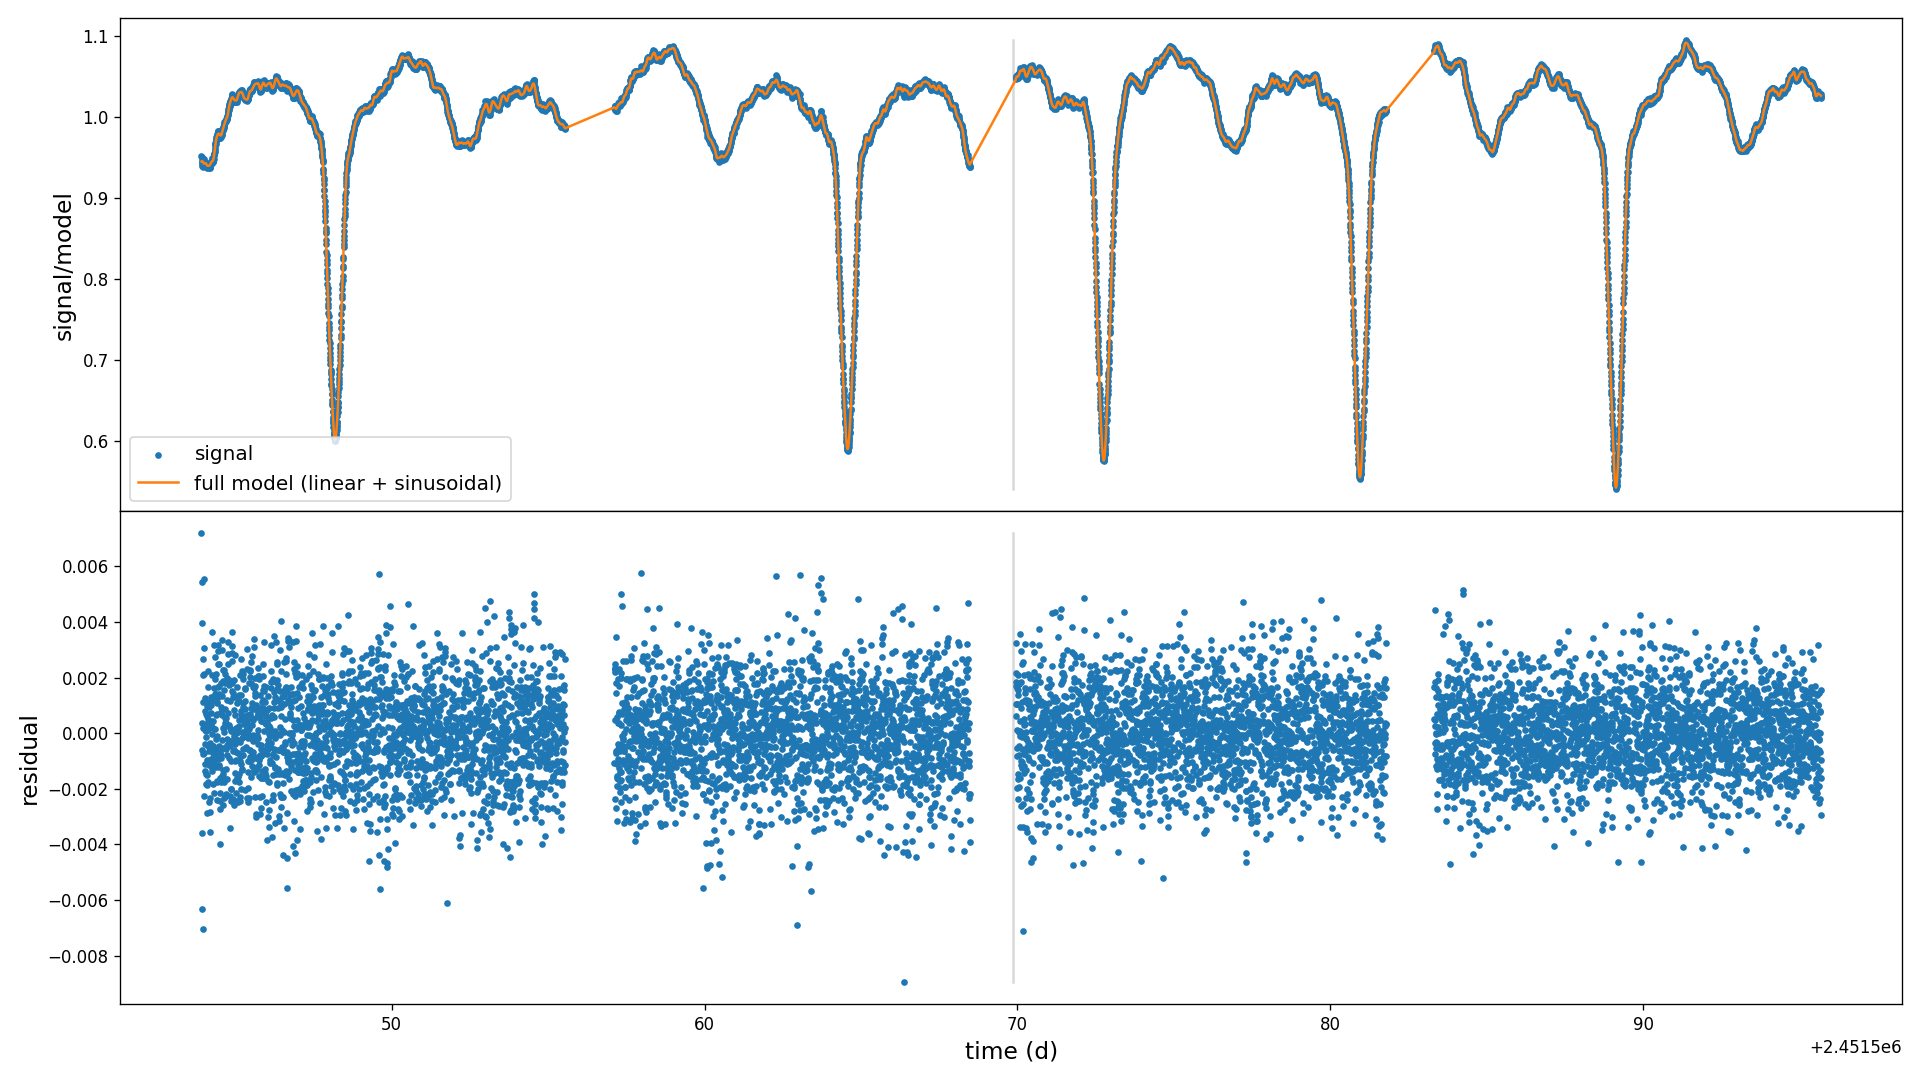 1.1
1.0
0.9
0.8
0.7
0.6
signal/model
signal
full model (linear + sinusoidal)
0.006
0.004
0.002
0.000
−0.002
−0.004
−0.006
−0.008
residual
50 60 70 80 90
time (d)
+2.4515e6